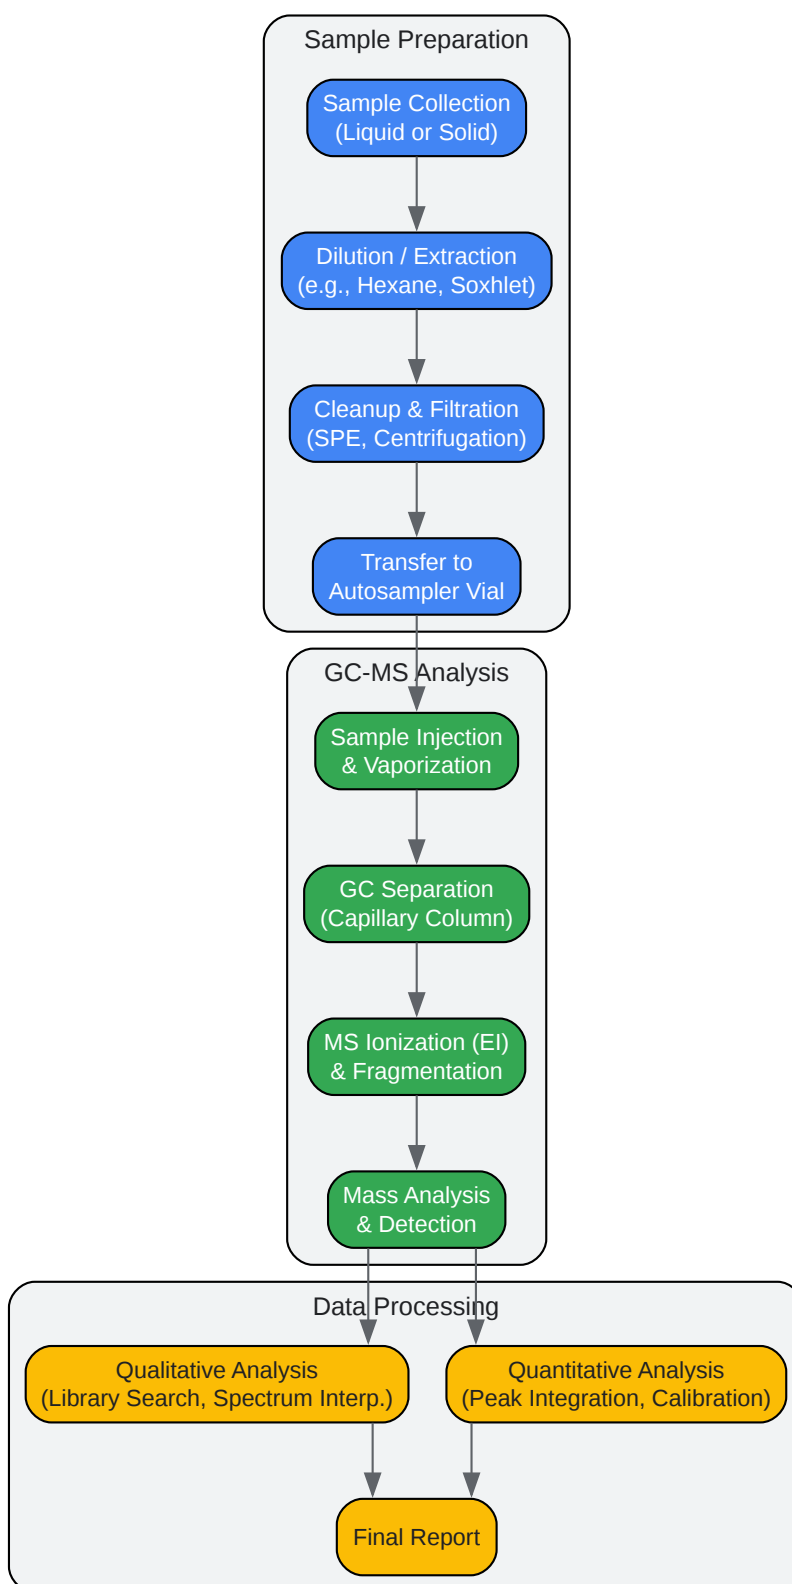 Sample Preparation
Sample Collection
(Liquid or Solid)
Dilution / Extraction
(e.g., Hexane, Soxhlet)
Cleanup & Filtration
(SPE, Centrifugation)
Transfer to
Autosampler Vial
GC-MS Analysis
Sample Injection
& Vaporization
GC Separation
(Capillary Column)
MS Ionization (EI)
& Fragmentation
Mass Analysis
& Detection
Data Processing
Qualitative Analysis
(Library Search, Spectrum Interp.)
Quantitative Analysis
(Peak Integration, Calibration)
Final Report